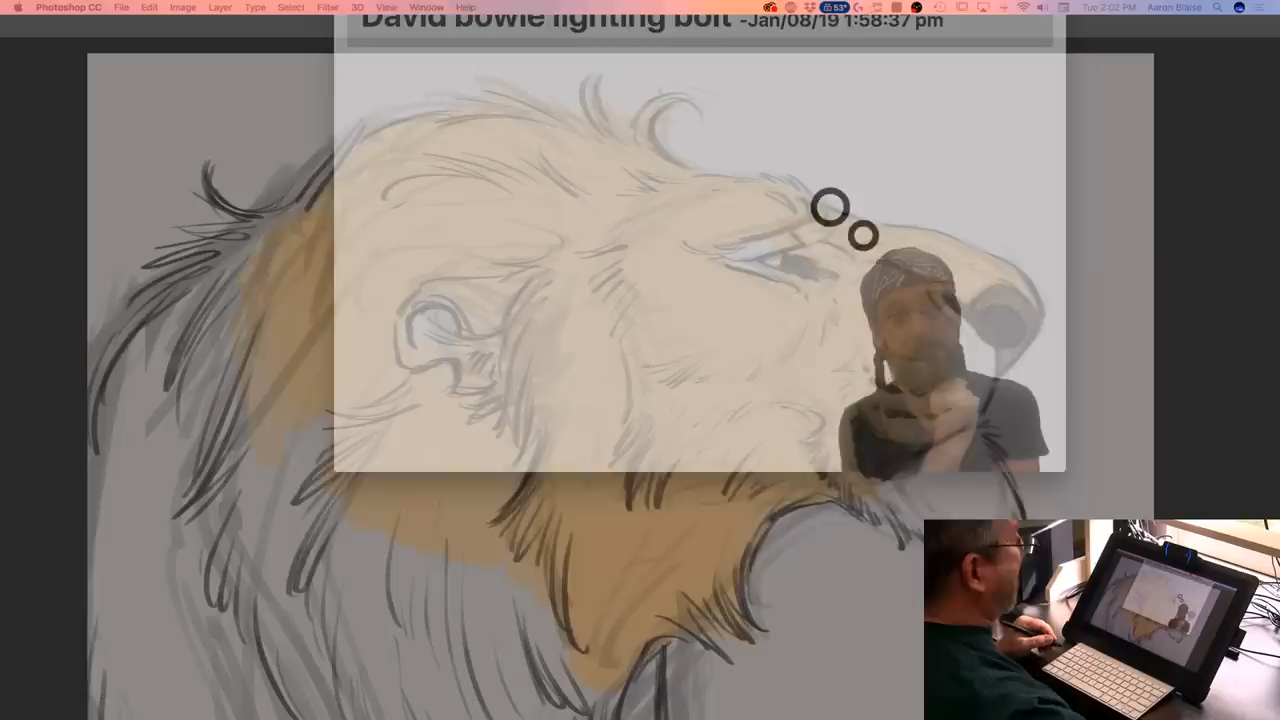 Photoshop CC File Edit Image Layer Type Select Filter 3D View Window Help 53° Tue 2:02 PM Aaron Blaise
David bowie lighting bolt -Jan/08/19 1:58:37 pm